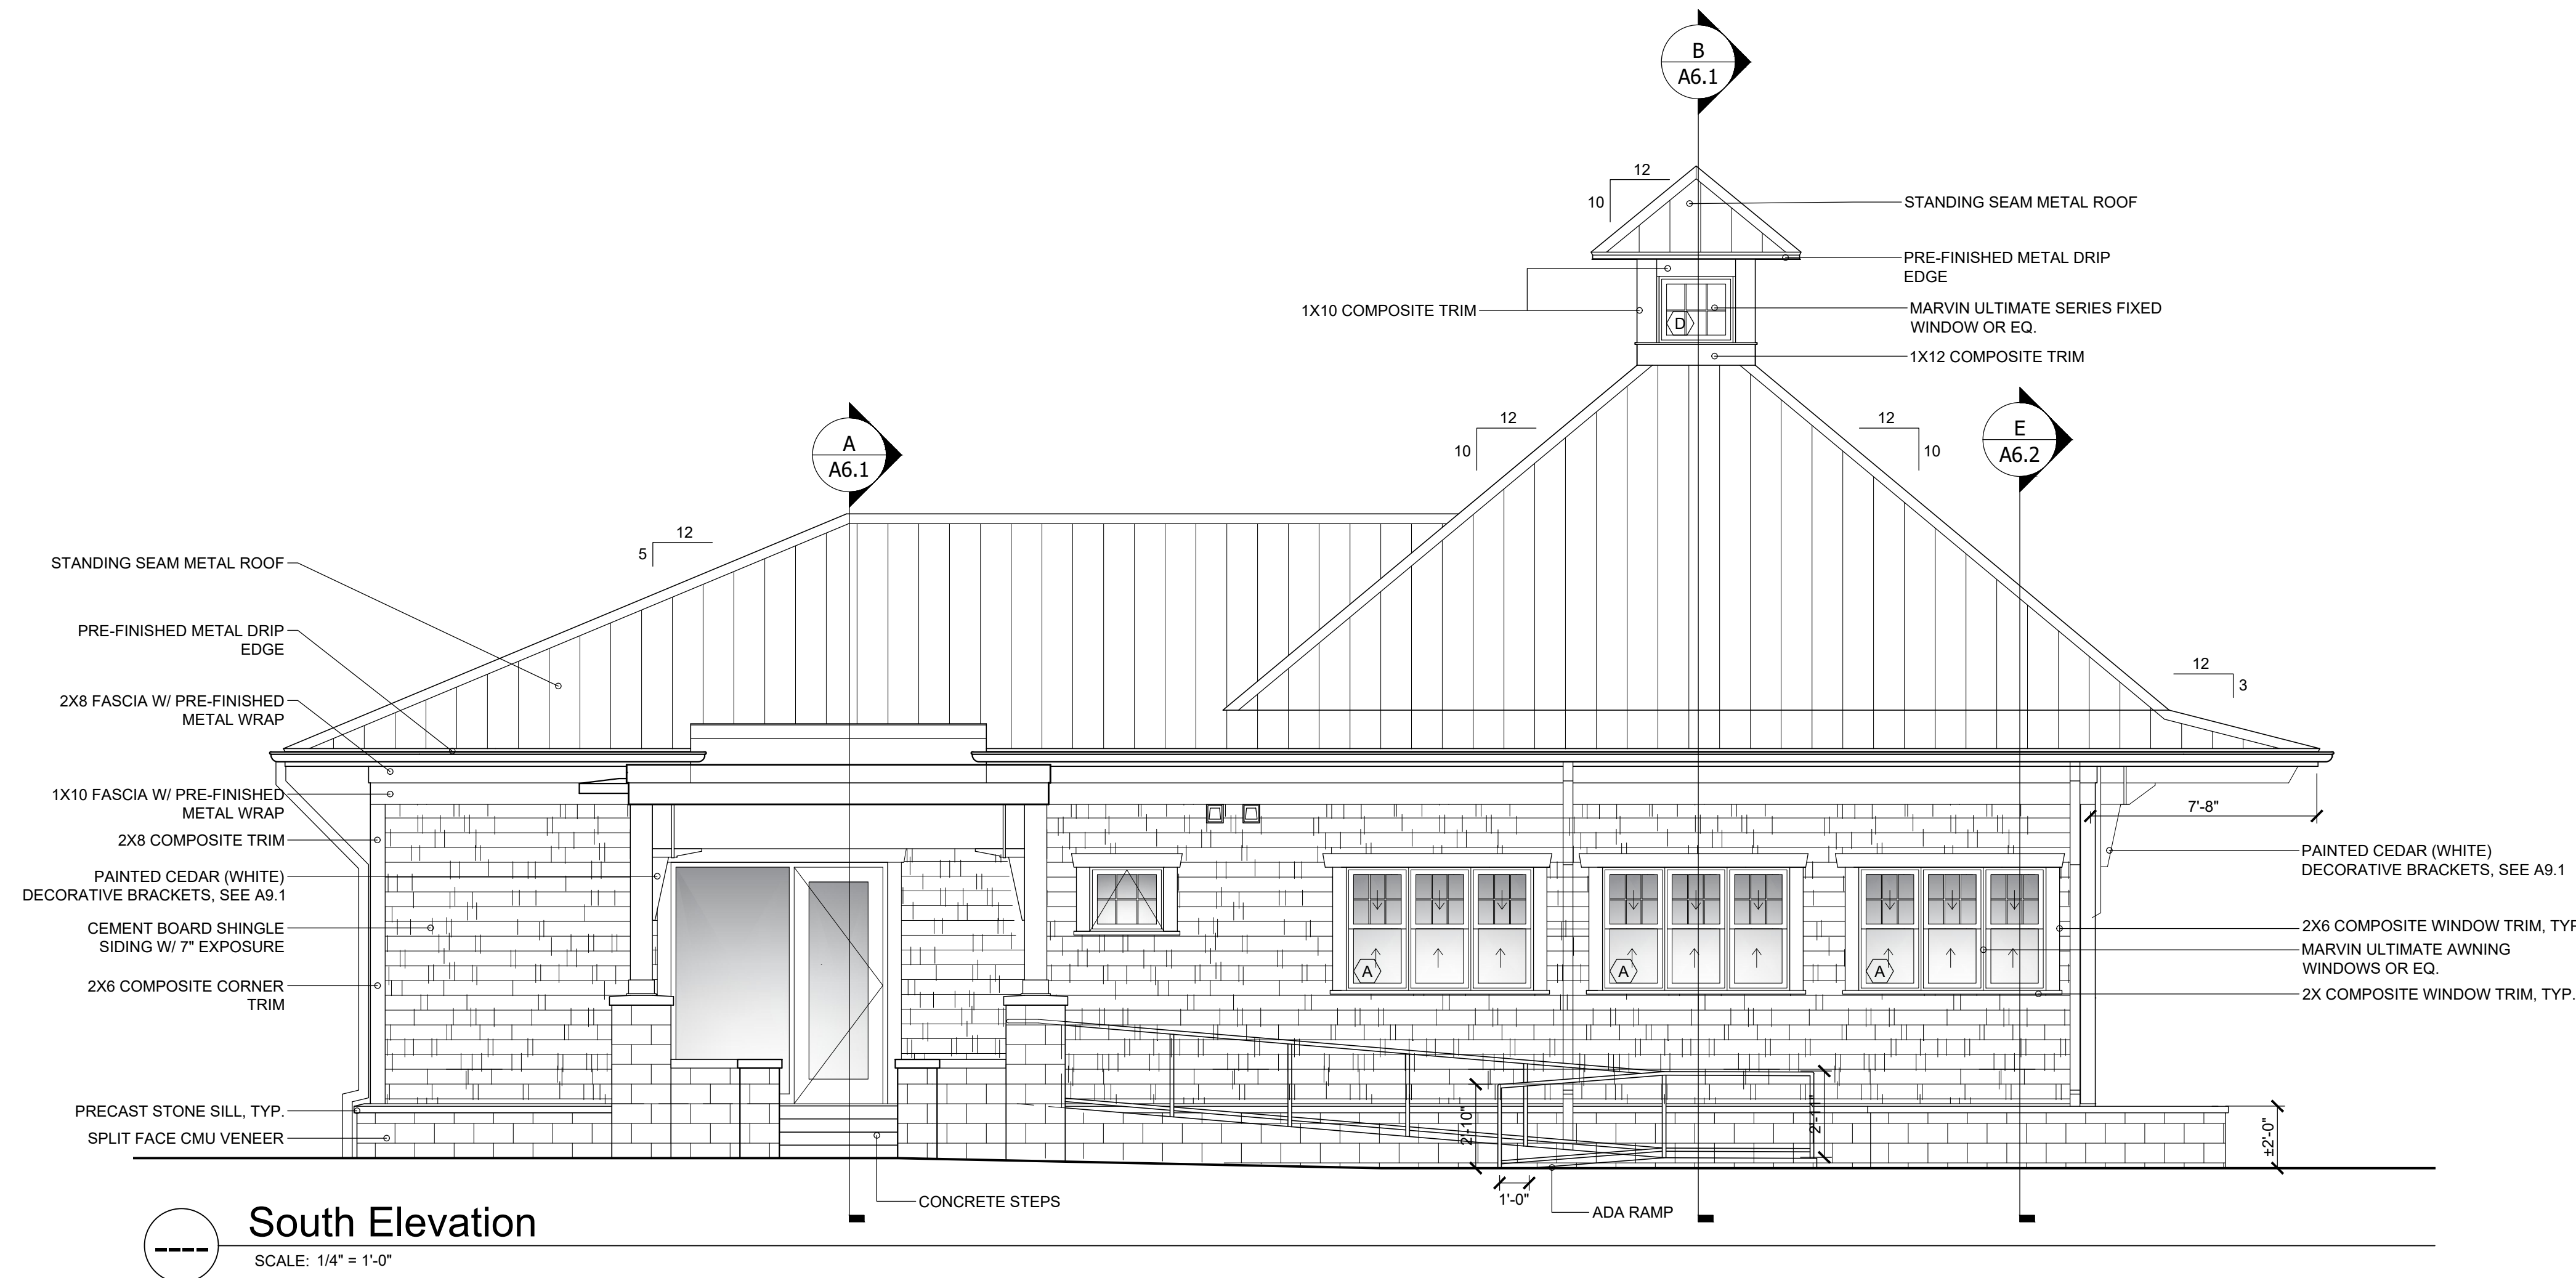 B
A6.1
12
10
STANDING SEAM METAL ROOF
PRE-FINISHED METAL DRIP
EDGE
1X10 COMPOSITE TRIM
MARVIN ULTIMATE SERIES FIXED
WINDOW OR EQ.
D
1X12 COMPOSITE TRIM
A
A6.1
12
10
12
10
E
A6.2
12
5
STANDING SEAM METAL ROOF
PRE-FINISHED METAL DRIP
EDGE
12
3
2X8 FASCIA W/ PRE-FINISHED
METAL WRAP
1X10 FASCIA W/ PRE-FINISHED
METAL WRAP
7'-8"
2X8 COMPOSITE TRIM
PAINTED CEDAR (WHITE)
DECORATIVE BRACKETS, SEE A9.1
PAINTED CEDAR (WHITE)
DECORATIVE BRACKETS, SEE A9.1
CEMENT BOARD SHINGLE
SIDING W/ 7" EXPOSURE
2X6 COMPOSITE WINDOW TRIM, TYP
MARVIN ULTIMATE AWNING
WINDOWS OR EQ.
A
A
A
2X6 COMPOSITE CORNER
TRIM
2X COMPOSITE WINDOW TRIM, TYP.
PRECAST STONE SILL, TYP.
SPLIT FACE CMU VENEER
2'-10"
±2'-0"
1'-0"
CONCRETE STEPS
ADA RAMP
South Elevation
SCALE: 1/4" = 1'-0"
----